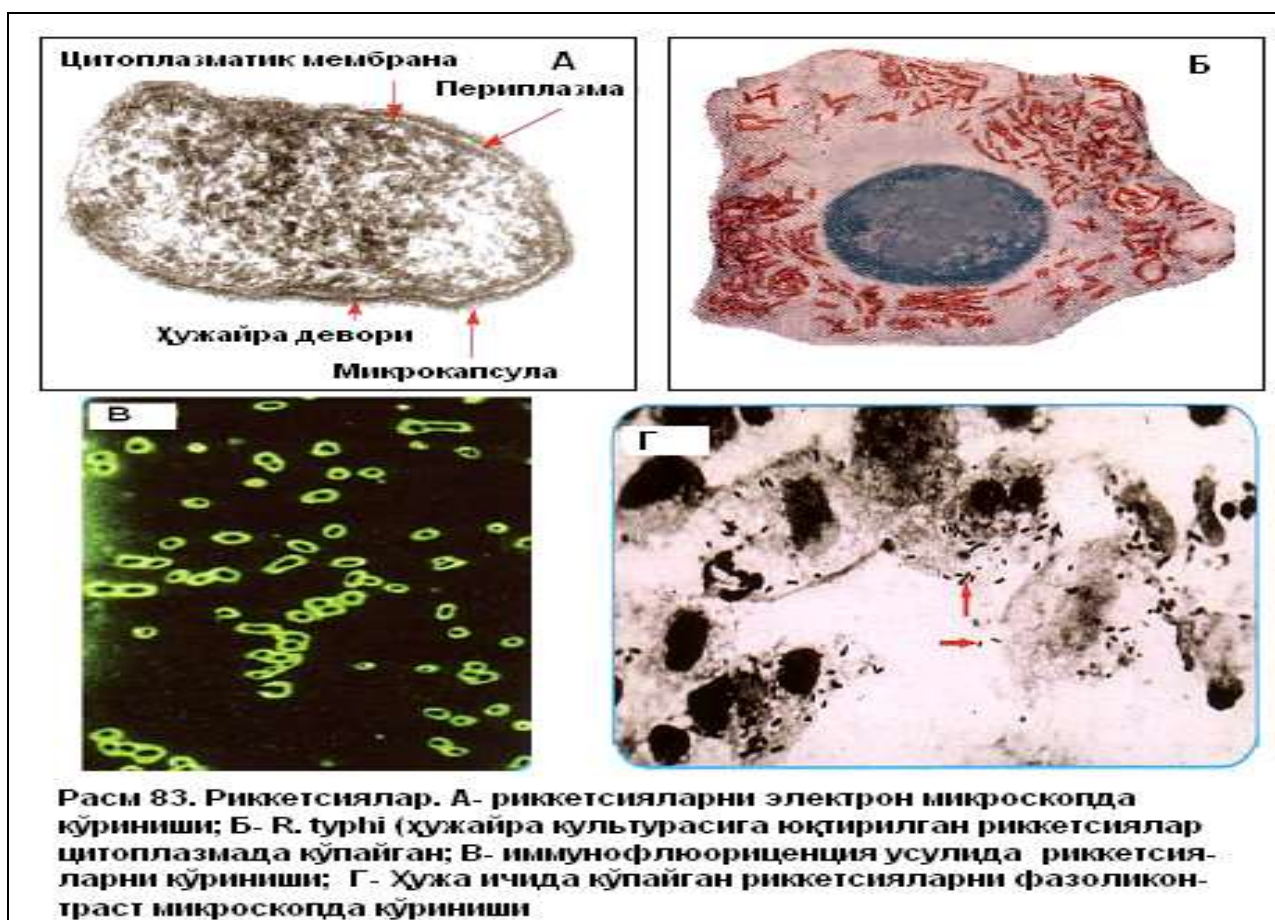 Цитоплазматик мембрана
А
Периплазма
Ҳужайра девори
Микрокапсула
Б
В
Г
Расм 83. Риккетсиялар. А- риккетсияларни электрон микроскопда
кўриниши; Б- R. typhi (ҳужайра культурасига юқтирилган риккетсиялар
цитоплазмада кўпайган; В- иммунофлюориценция усулида риккетсия-
ларни кўриниши; Г- Ҳужа ичида кўпайган риккетсияларни фазоликон-
траст микроскопда кўриниши